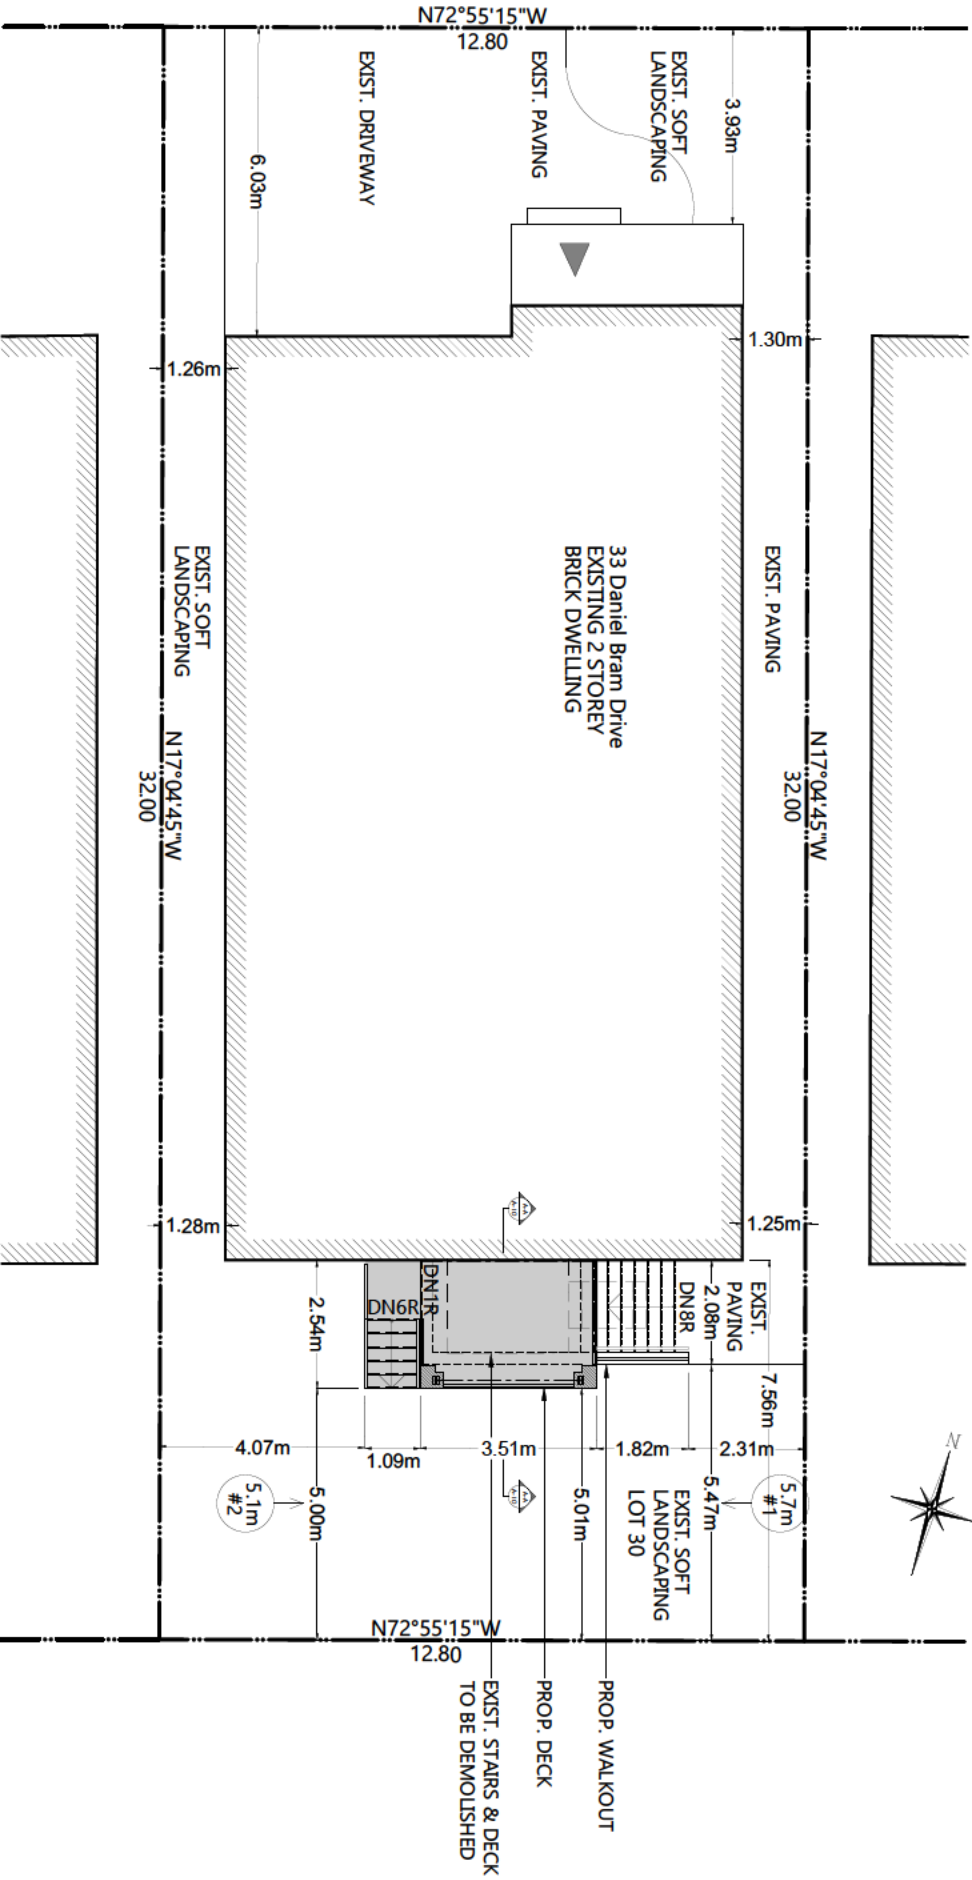 N72°55'15"W
12.80
EXIST. DRIVEWAY
EXIST. PAVING
EXIST. SOFT
LANDSCAPING
3.93m
6.03m
1.26m
1.30m
33 Daniel Bram Drive
EXISTING 2 STOREY
BRICK DWELLING
EXIST. SOFT
LANDSCAPING
EXIST. PAVING
N17°04'45"W
32.00
N17°04'45"W
32.00
1.28m
1.25m
A-A
A-10
DN1R
DN6R
DN8R
EXIST.
PAVING
2.54m
2.08m
7.56m
4.07m
1.09m
3.51m
1.82m
2.31m
5.1m
#2
5.00m
A-A
A-10
5.01m
EXIST. SOFT
LANDSCAPING
LOT 30
5.47m
5.7m
#1
N
N72°55'15"W
12.80
EXIST. STAIRS & DECK
TO BE DEMOLISHED
PROP. DECK
PROP. WALKOUT